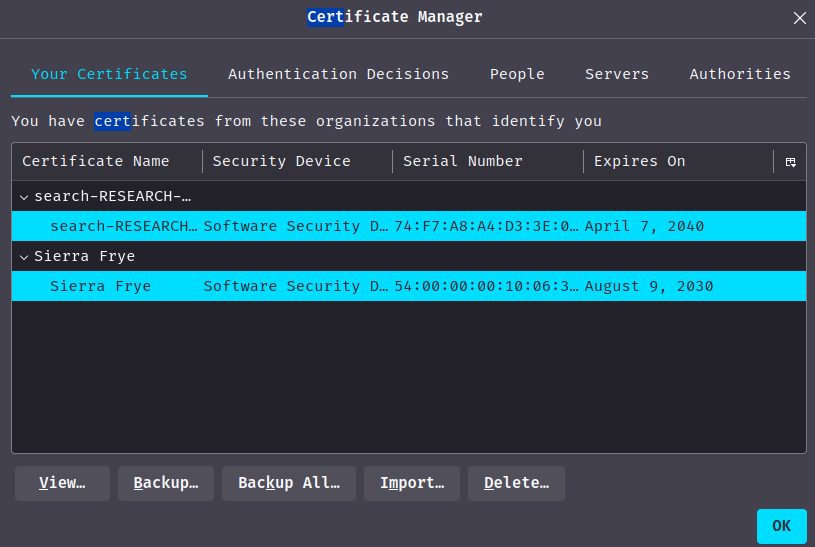 Certificate Manager
Your Certificates Authentication Decisions People Servers Authorities
You have certificates from these organizations that identify you
Certificate Name Security Device Serial Number Expires On
search-RESEARCH-…
search-RESEARCH… Software Security D… 74:F7:A8:A4:D3:3E:0… April 7, 2040
Sierra Frye
Sierra Frye Software Security D… 54:00:00:00:10:06:3… August 9, 2030
View… Backup… Backup All… Import… Delete…
OK